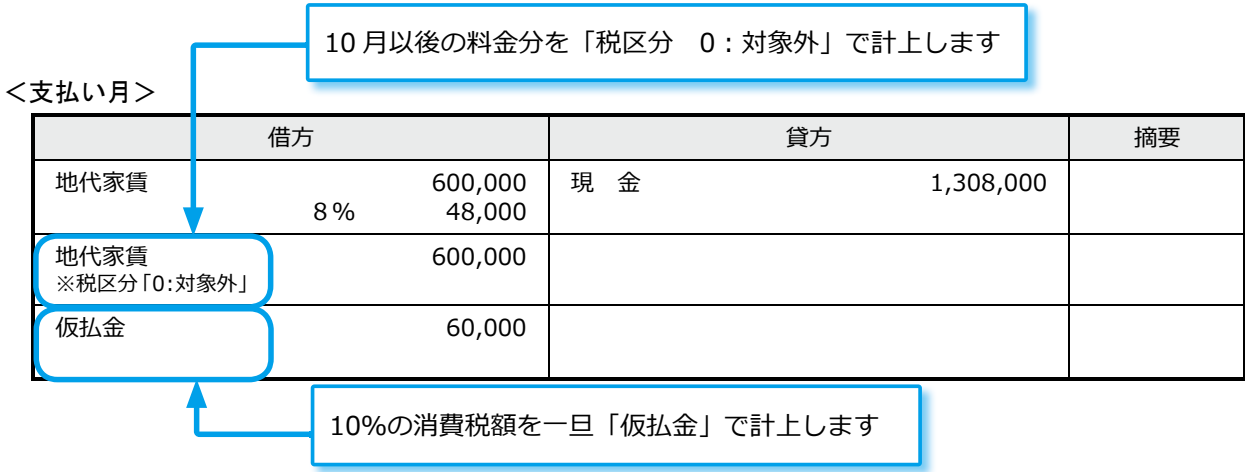 10 月以後の料金分を「税区分　0：対象外」で計上します
＜支払い月＞
借方 貸方 摘要
地代家賃 600,000 現　金 1,308,000
8％ 48,000
地代家賃 600,000
※税区分「0:対象外」
仮払金 60,000
10%の消費税額を一旦「仮払金」で計上します